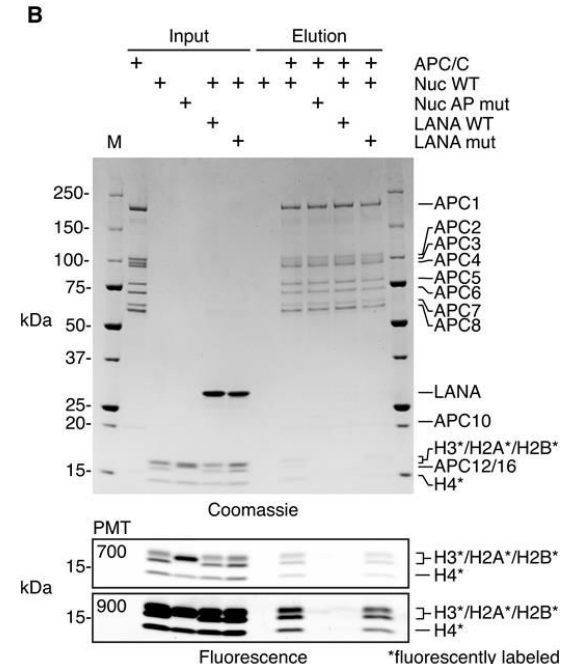 B
Input Elution
+ + + + + APC/C
+ + + + + + + Nuc WT
+ + Nuc AP mut
+ + LANA WT
M + + LANA mut
250-
150-
100-
75-
kDa
50-
37-
25-
20-
15-
APC1
APC2
APC3
APC4
APC5
APC6
APC7
APC8
LANA
APC10
H3*/H2A*/H2B*
APC12/16
H4*
Coomassie
PMT
700
15-
H3*/H2A*/H2B*
H4*
kDa
900
15-
H3*/H2A*/H2B*
H4*
Fluorescence *fluorescently labeled